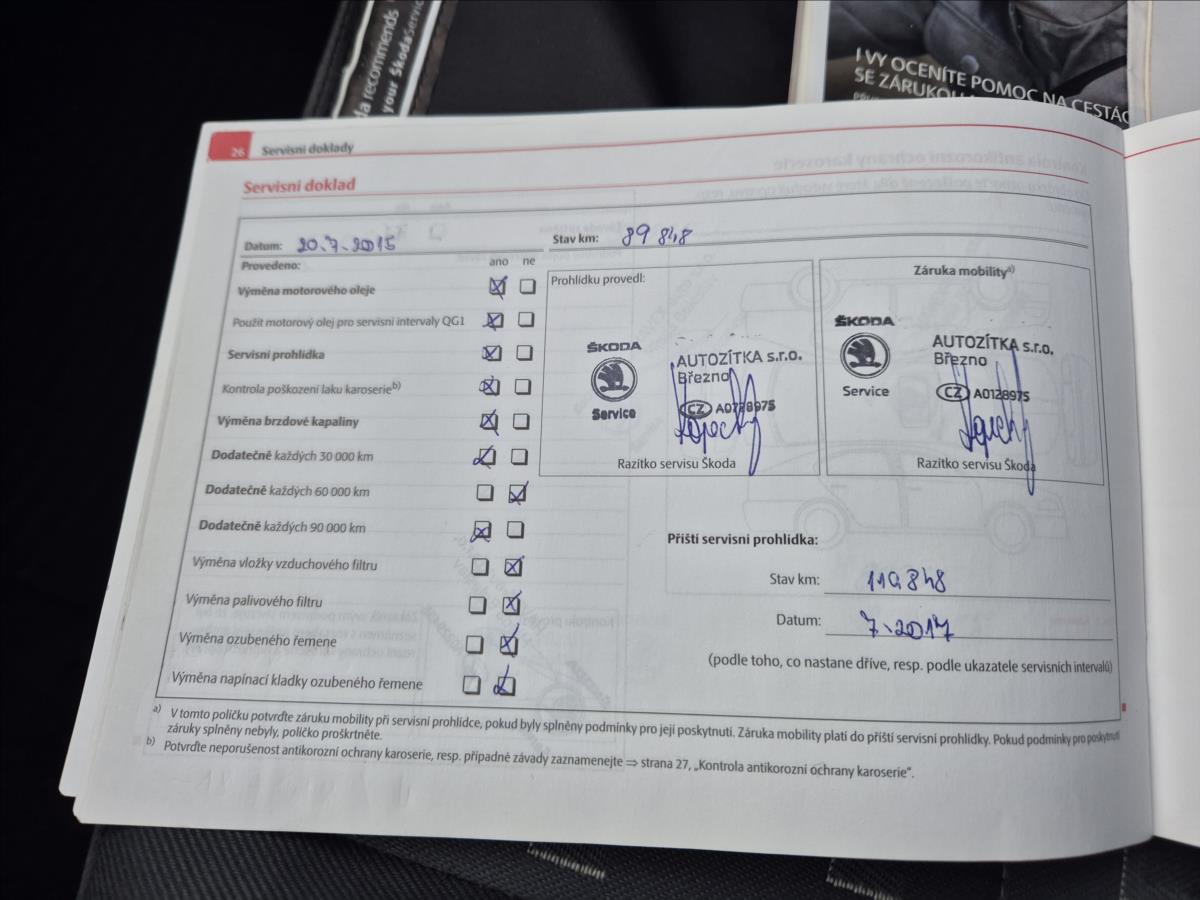 da recommends
your ŠkodaService
I VY OCENÍTE POMOC NA CESTÁC
SE ZÁRUKOU
26 Servisní doklady
Servisní doklad
Datum: 20.7.2015 Stav km: 89 848
Provedeno: ano ne
Výměna motorového oleje
Použit motorový olej pro servisní intervaly QG1
Servisní prohlídka
Kontrola poškození laku karoserie b)
Výměna brzdové kapaliny
Dodatečně každých 30 000 km
Dodatečně každých 60 000 km
Dodatečně každých 90 000 km
Výměna vložky vzduchového filtru
Výměna palivového filtru
Výměna ozubeného řemene
Výměna napínací kladky ozubeného řemene
Prohlídku provedl:
ŠKODA
Service
AUTOZÍTKA s.r.o.
Březno
CZ A0128975
Razítko servisu Škoda
Záruka mobility a)
ŠKODA
Service
AUTOZÍTKA s.r.o.
Březno
CZ A0128975
Razítko servisu Škoda
Příští servisní prohlídka:
Stav km: 119 848
Datum: 7.2017
(podle toho, co nastane dříve, resp. podle ukazatele servisních intervalů)
a) V tomto políčku potvrďte záruku mobility při servisní prohlídce, pokud byly splněny podmínky pro její poskytnutí. Záruka mobility platí do příští servisní prohlídky. Pokud podmínky pro poskytnutí
záruky splněny nebyly, políčko proškrtněte.
b) Potvrďte neporušenost antikorozní ochrany karoserie, resp. případné závady zaznamenejte ⇒ strana 27, „Kontrola antikorozní ochrany karoserie“.